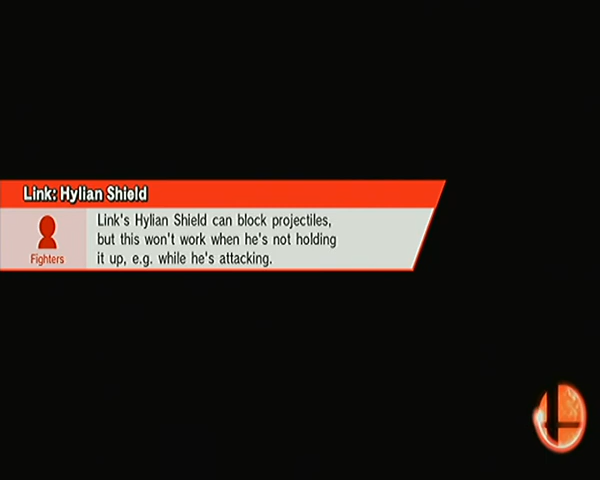 Link: Hylian Shield
Link's Hylian Shield can block projectiles,
but this won't work when he's not holding
it up, e.g. while he's attacking.
Fighters